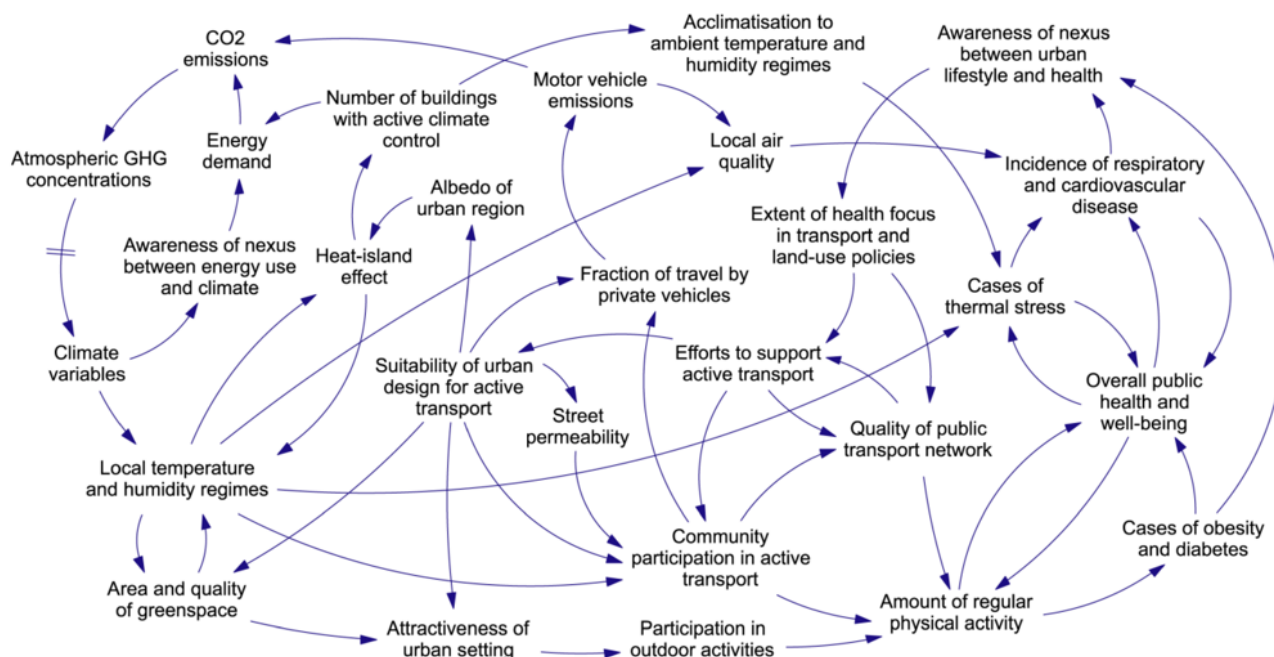 CO2
emissions
Acclimatisation to
ambient temperature and
humidity regimes
Awareness of nexus
between urban
lifestyle and health
Motor vehicle
emissions
Number of buildings
with active climate
control
Energy
demand
Local air
quality
Atmospheric GHG
concentrations
Incidence of respiratory
and cardiovascular
disease
Albedo of
urban region
Extent of health focus
in transport and
land-use policies
Awareness of nexus
between energy use
and climate
Heat-island
effect
Fraction of travel by
private vehicles
Cases of
thermal stress
Climate
variables
Suitability of urban
design for active
transport
Efforts to support
active transport
Overall public
health and
well-being
Street
permeability
Quality of public
transport network
Local temperature
and humidity regimes
Community
participation in active
transport
Cases of obesity
and diabetes
Area and quality
of greenspace
Amount of regular
physical activity
Attractiveness of
urban setting
Participation in
outdoor activities